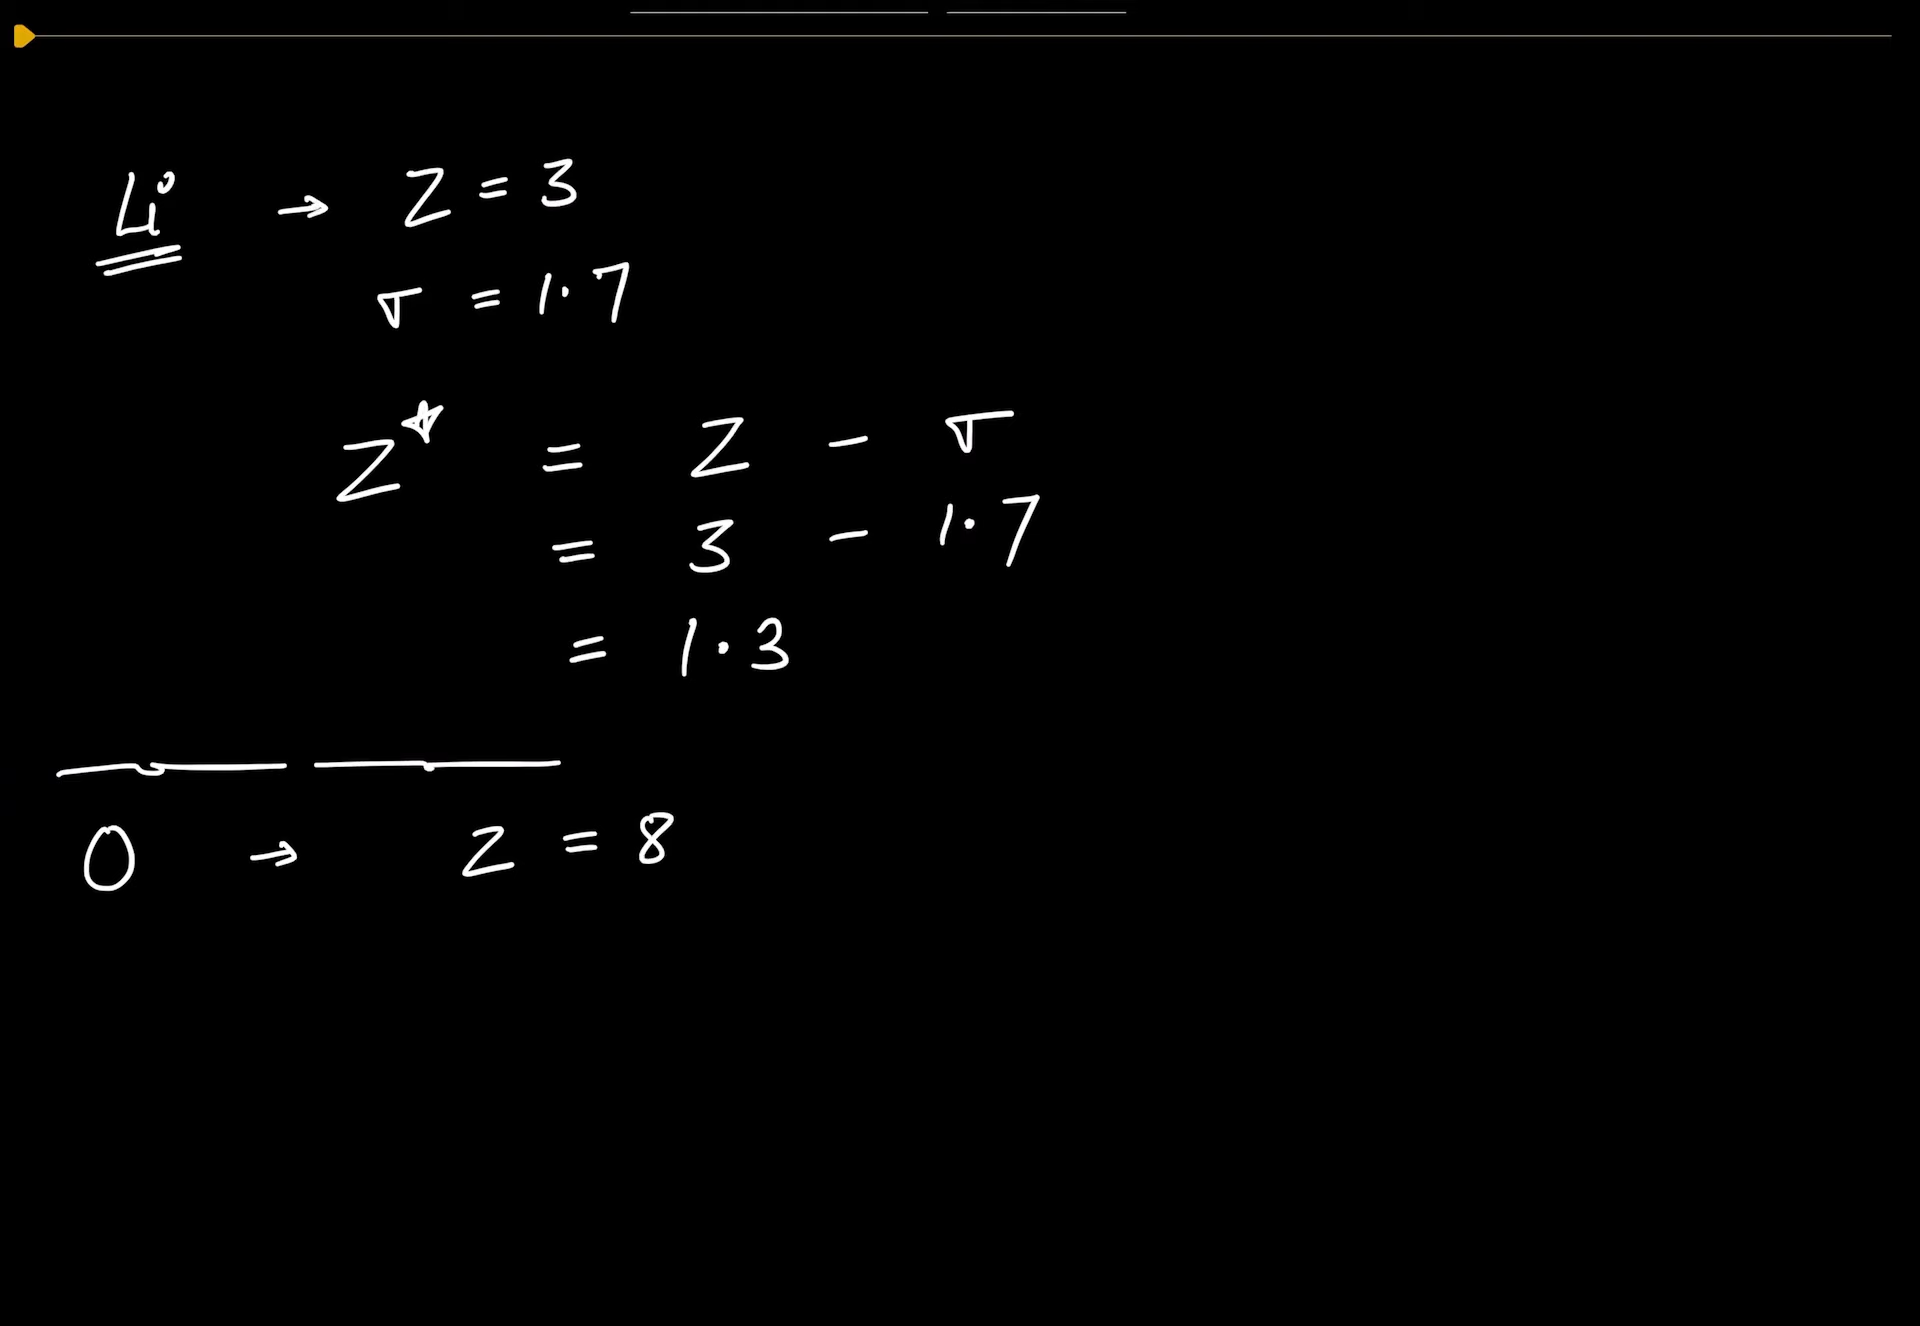 Li → Z = 3
σ = 1.7
Z* = Z - σ
= 3 - 1.7
= 1.3
O → Z = 8